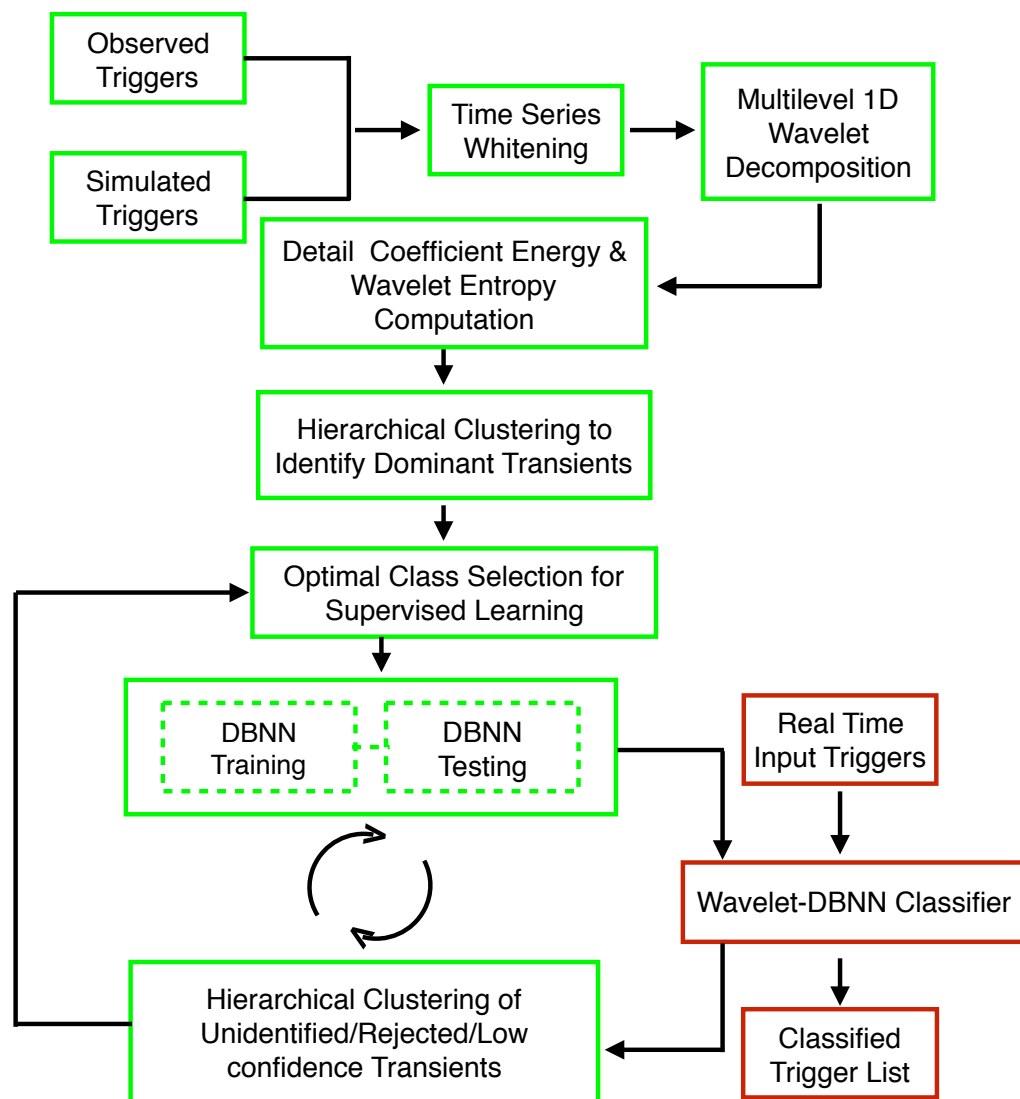 Observed
Triggers
Simulated
Triggers
Time Series
Whitening
Multilevel 1D
Wavelet
Decomposition
Detail  Coefficient Energy &
Wavelet Entropy
Computation
Hierarchical Clustering to
Identify Dominant Transients
Optimal Class Selection for
Supervised Learning
DBNN
Training
DBNN
Testing
Real Time
Input Triggers
Wavelet-DBNN Classifier
Hierarchical Clustering of
Unidentified/Rejected/Low
confidence Transients
Classified
Trigger List